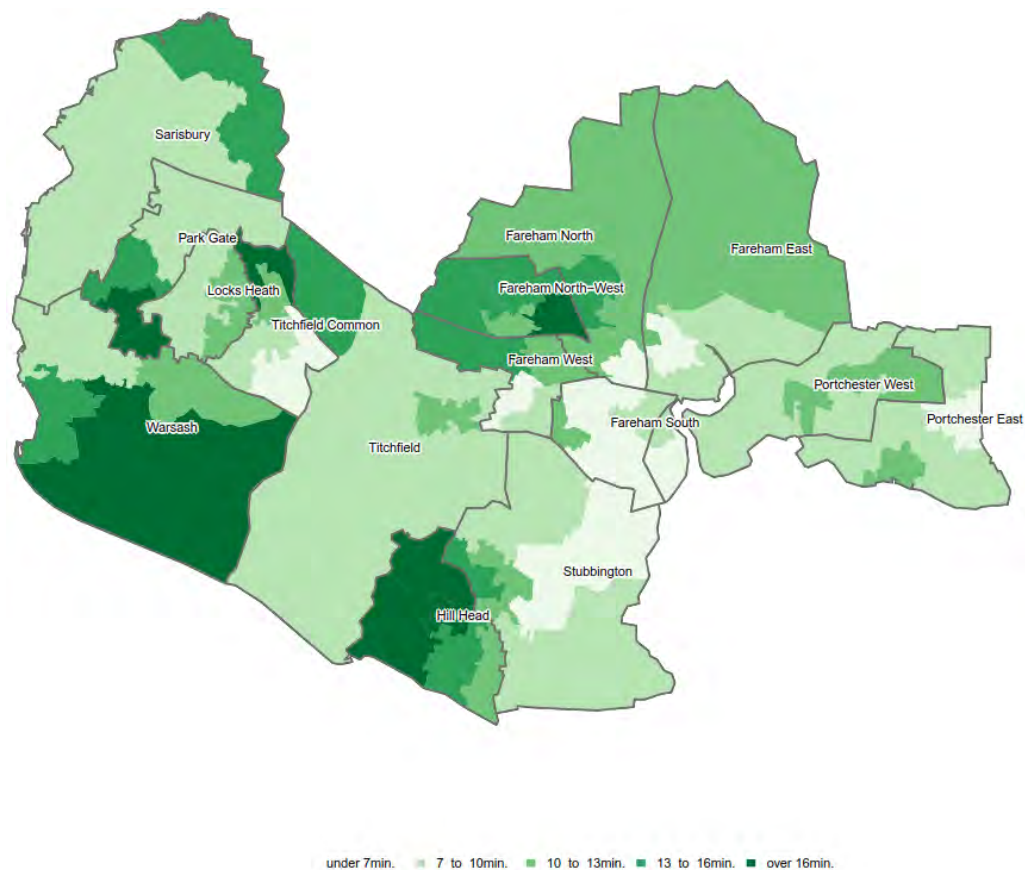 Sarisbury
Park Gate
Fareham North
Fareham East
Locks Heath
Fareham North–West
Titchfield Common
Fareham West
Portchester West
Warsash
Titchfield
Fareham South
Portchester East
Stubbington
Hill Head
under 7min. 7 to 10min. 10 to 13min. 13 to 16min. over 16min.